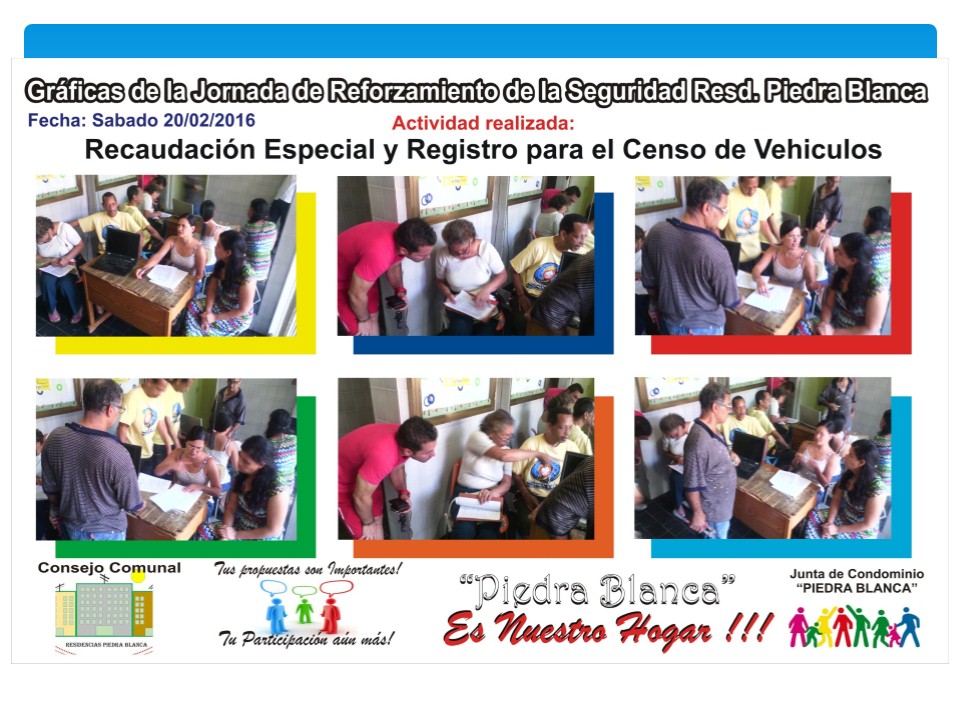 Gráficas de la Jornada de Reforzamiento de la Seguridad Resd. Piedra Blanca
Fecha: Sabado 20/02/2016
Actividad realizada:
Recaudación Especial y Registro para el Censo de Vehiculos
Consejo Comunal
RESIDENCIAS PIEDRA BLANCA
Tus propuestas son Importantes!
Tu Participación aún más!
“Piedra Blanca”
Es Nuestro Hogar !!!
Junta de Condominio
“PIEDRA BLANCA”